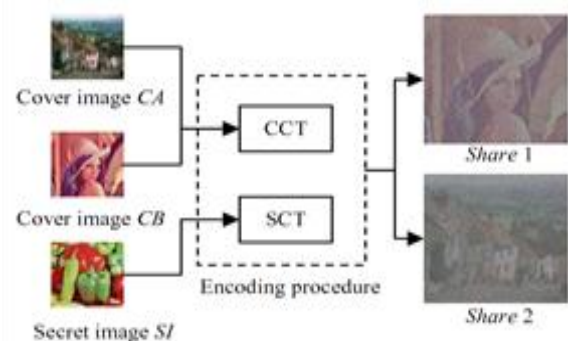 Cover image CA
CCT
Share 1
Cover image CB
SCT
Encoding procedure
Secret image SI
Share 2